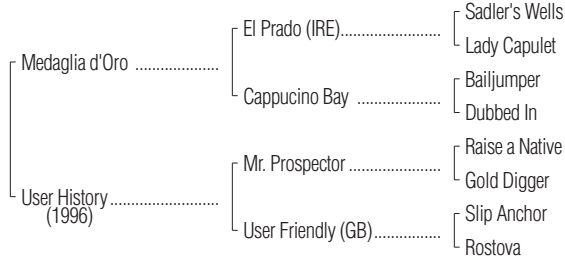 Sadler's Wells
El Prado (IRE)........................
Lady Capulet
Medaglia d'Oro ....................
Bailjumper
Cappucino Bay ....................
Dubbed In
Raise a Native
Mr. Prospector ......................
Gold Digger
User History..........................
(1996)
Slip Anchor
User Friendly (GB)................
Rostova